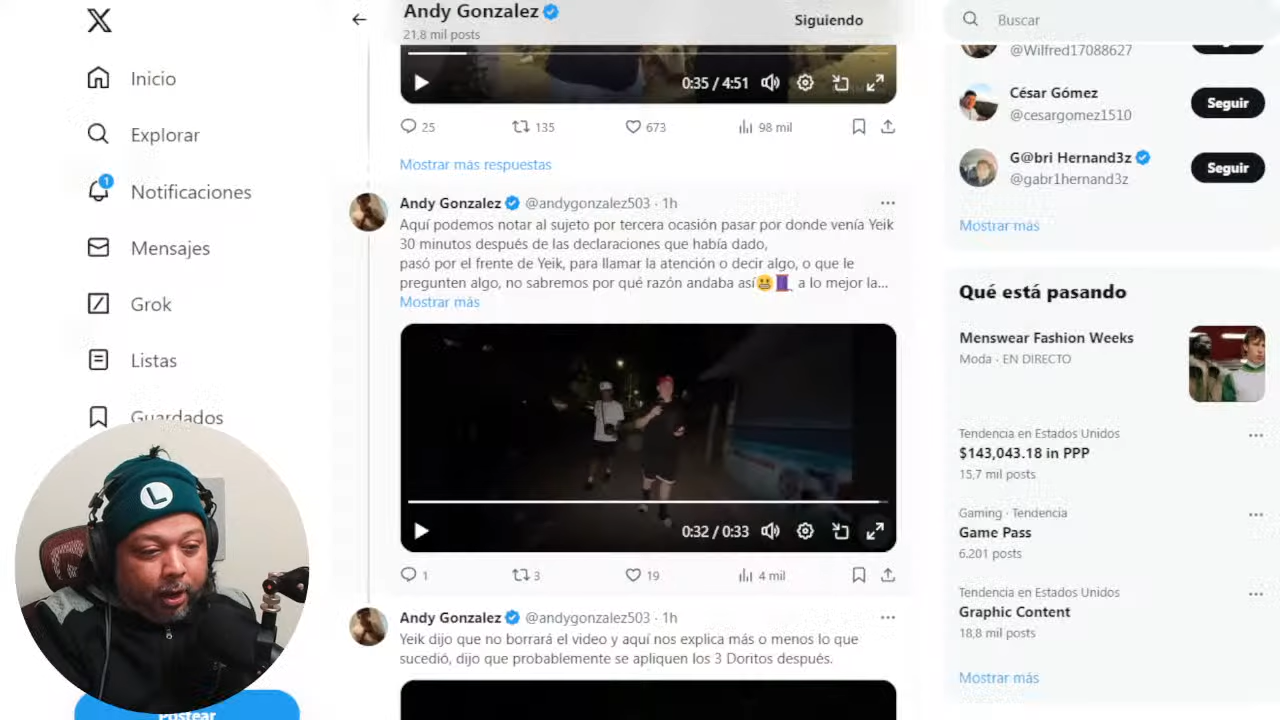 Inicio
Explorar
1
Notificaciones
Mensajes
Grok
Listas
Guardados
Postear
L
Andy Gonzalez
21,8 mil posts
Siguiendo
0:35 / 4:51
25
135
673
98 mil
Mostrar más respuestas
Andy Gonzalez @andygonzalez503 · 1h
Aquí podemos notar al sujeto por tercera ocasión pasar por donde venía Yeik
30 minutos después de las declaraciones que había dado,
pasó por el frente de Yeik, para llamar la atención o decir algo, o que le
pregunten algo, no sabremos por qué razón andaba así😬🧵 a lo mejor la...
Mostrar más
0:32 / 0:33
1
3
19
4 mil
Andy Gonzalez @andygonzalez503 · 1h
Yeik dijo que no borrará el video y aquí nos explica más o menos lo que
sucedió, dijo que probablemente se apliquen los 3 Doritos después.
Buscar
@Wilfred17088627
César Gómez
@cesargomez1510
Seguir
G@bri Hernand3z
@gabr1hernand3z
Seguir
Mostrar más
Qué está pasando
Menswear Fashion Weeks
Moda · EN DIRECTO
Tendencia en Estados Unidos
$143,043.18 in PPP
15,7 mil posts
Gaming · Tendencia
Game Pass
6.201 posts
Tendencia en Estados Unidos
Graphic Content
18,8 mil posts
Mostrar más